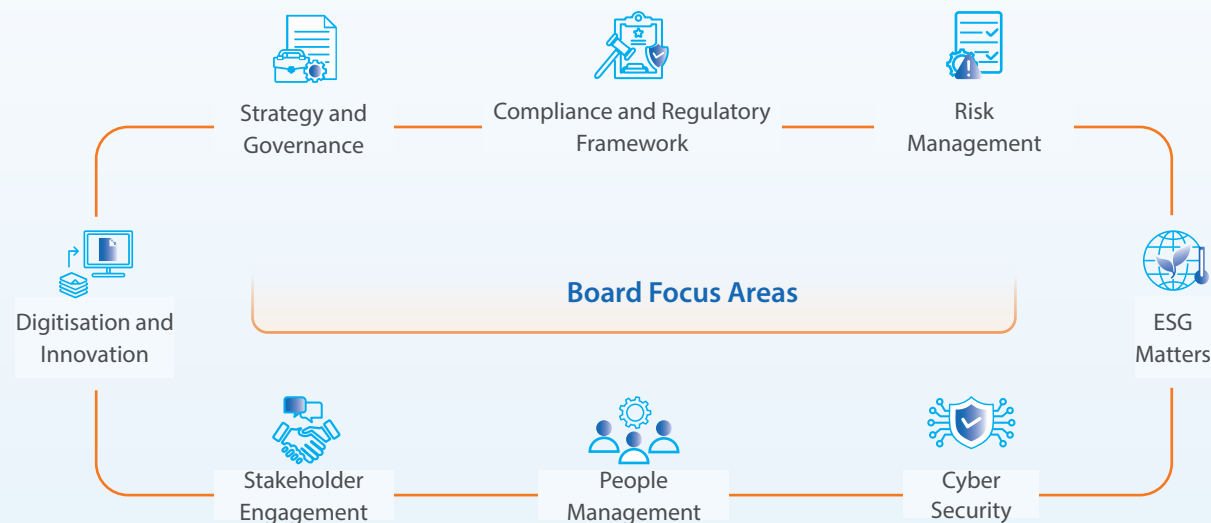 Strategy and
Governance
Compliance and Regulatory
Framework
Risk
Management
Digitisation and
Innovation
Board Focus Areas
ESG
Matters
Stakeholder
Engagement
People
Management
Cyber
Security